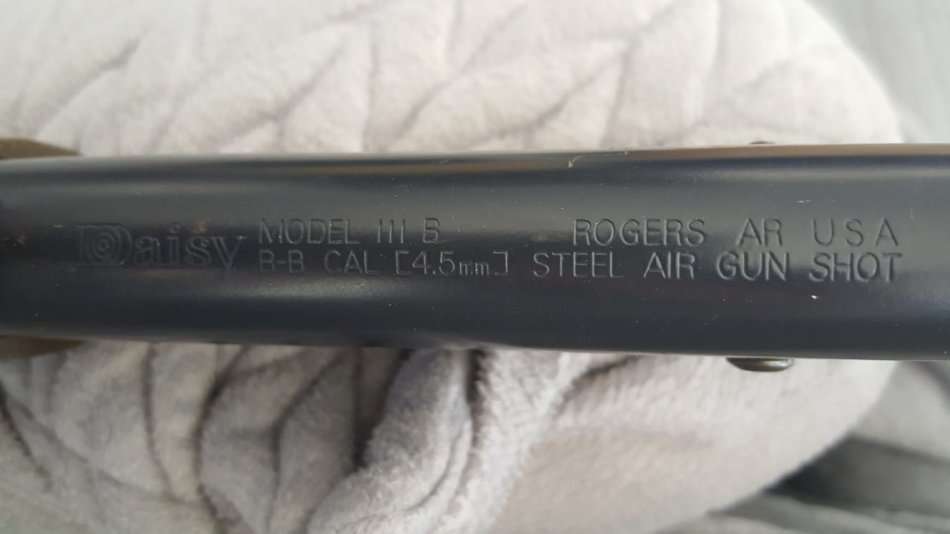 Daisy MODEL 111 B ROGERS AR USA
B-B CAL [4.5mm] STEEL AIR GUN SHOT